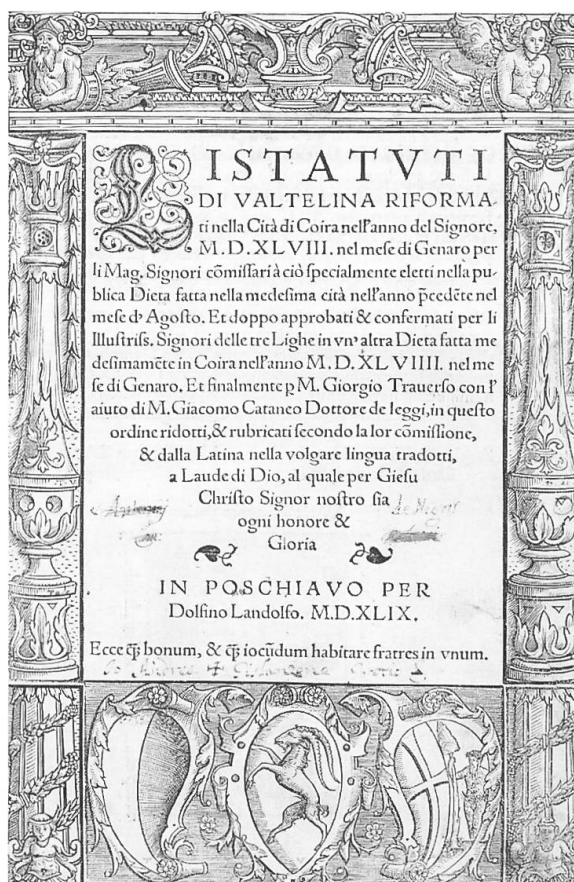 LI STATVTI
DI VALTELINA RIFORMA-
ti nella Cità di Coira nell'anno del Signore,
M.D.XLVIII. nel mese di Genaro per
li Mag. Signori cõmissari à ciò specialmente eletti nella pu-
blica Dieta fatta nella medesima cità nell'anno p̃cedẽte nel
mese d' Agosto. Et doppo approbati & confermati per li
Illustriss. Signori delle tre Lighe in vn' altra Dieta fatta me
desimamẽte in Coira nell'anno M.D.XLVIIII. nel me
se di Genaro. Et finalmente p M. Giorgio Trauerso con l'
aiuto di M. Giacomo Cataneo Dottore de leggi, in questo
ordine ridotti, & rubricati secondo la lor cõmissione,
& dalla Latina nella volgare lingua tradotti,
a Laude di Dio, al quale per Giesu
Christo Signor nostro sia
ogni honore &
Gloria
IN POSCHIAVO PER
Dolfino Landolfo. M.D.XLIX.
Ecce q̃ bonum, & q̃ iocũdum habitare fratres in vnum.